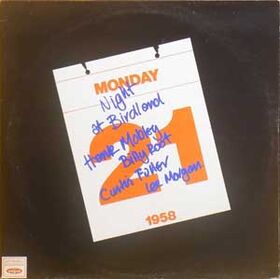 MONDAY
Night
at Birdland
Hank Mobley
Billy Root
21
Curtis Fuller
Lee Morgan
1958